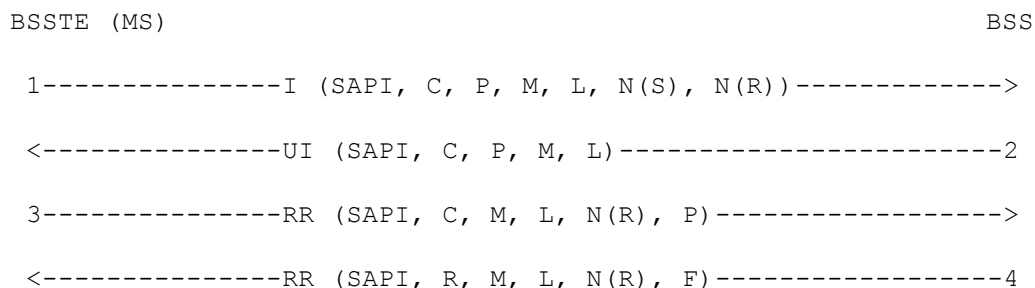 BSSTE (MS) BSS
1---------------I (SAPI, C, P, M, L, N(S), N(R))------------->
<---------------UI (SAPI, C, P, M, L)------------------------2
3---------------RR (SAPI, C, M, L, N(R), P)------------------>
<---------------RR (SAPI, R, M, L, N(R), F)------------------4